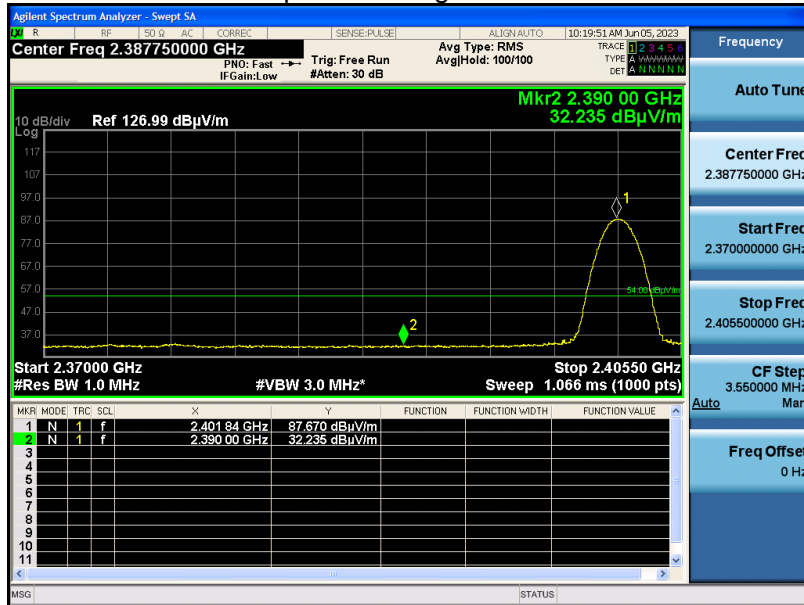 Agilent Spectrum Analyzer - Swept SA
LXI R RF 50 Ω AC CORREC SENSE:PULSE ALIGN AUTO 10:19:51 AM Jun 05, 2023
Center Freq 2.387750000 GHz
PNO: Fast
IFGain:Low
Trig: Free Run
#Atten: 30 dB
Avg Type: RMS
Avg|Hold: 100/100
TRACE 1 2 3 4 5 6
TYPE A WWWWW
DET A N N N N N
Frequency
Mkr2 2.390 00 GHz
32.235 dBµV/m
10 dB/div Ref 126.99 dBµV/m
Log
117
107
97.0
87.0
77.0
67.0
57.0
47.0
37.0
1
2
54.00 dBµV/m
Start 2.37000 GHz Stop 2.40550 GHz
#Res BW 1.0 MHz #VBW 3.0 MHz* Sweep 1.066 ms (1000 pts)
MKR MODE TRC SCL X Y FUNCTION FUNCTION WIDTH FUNCTION VALUE
1 N 1 f 2.401 84 GHz 87.670 dBµV/m
2 N 1 f 2.390 00 GHz 32.235 dBµV/m
3
4
5
6
7
8
9
10
11
MSG STATUS
Auto Tune
Center Freq
2.387750000 GHz
Start Freq
2.370000000 GHz
Stop Freq
2.405500000 GHz
CF Step
3.550000 MHz
Auto Man
Freq Offset
0 Hz